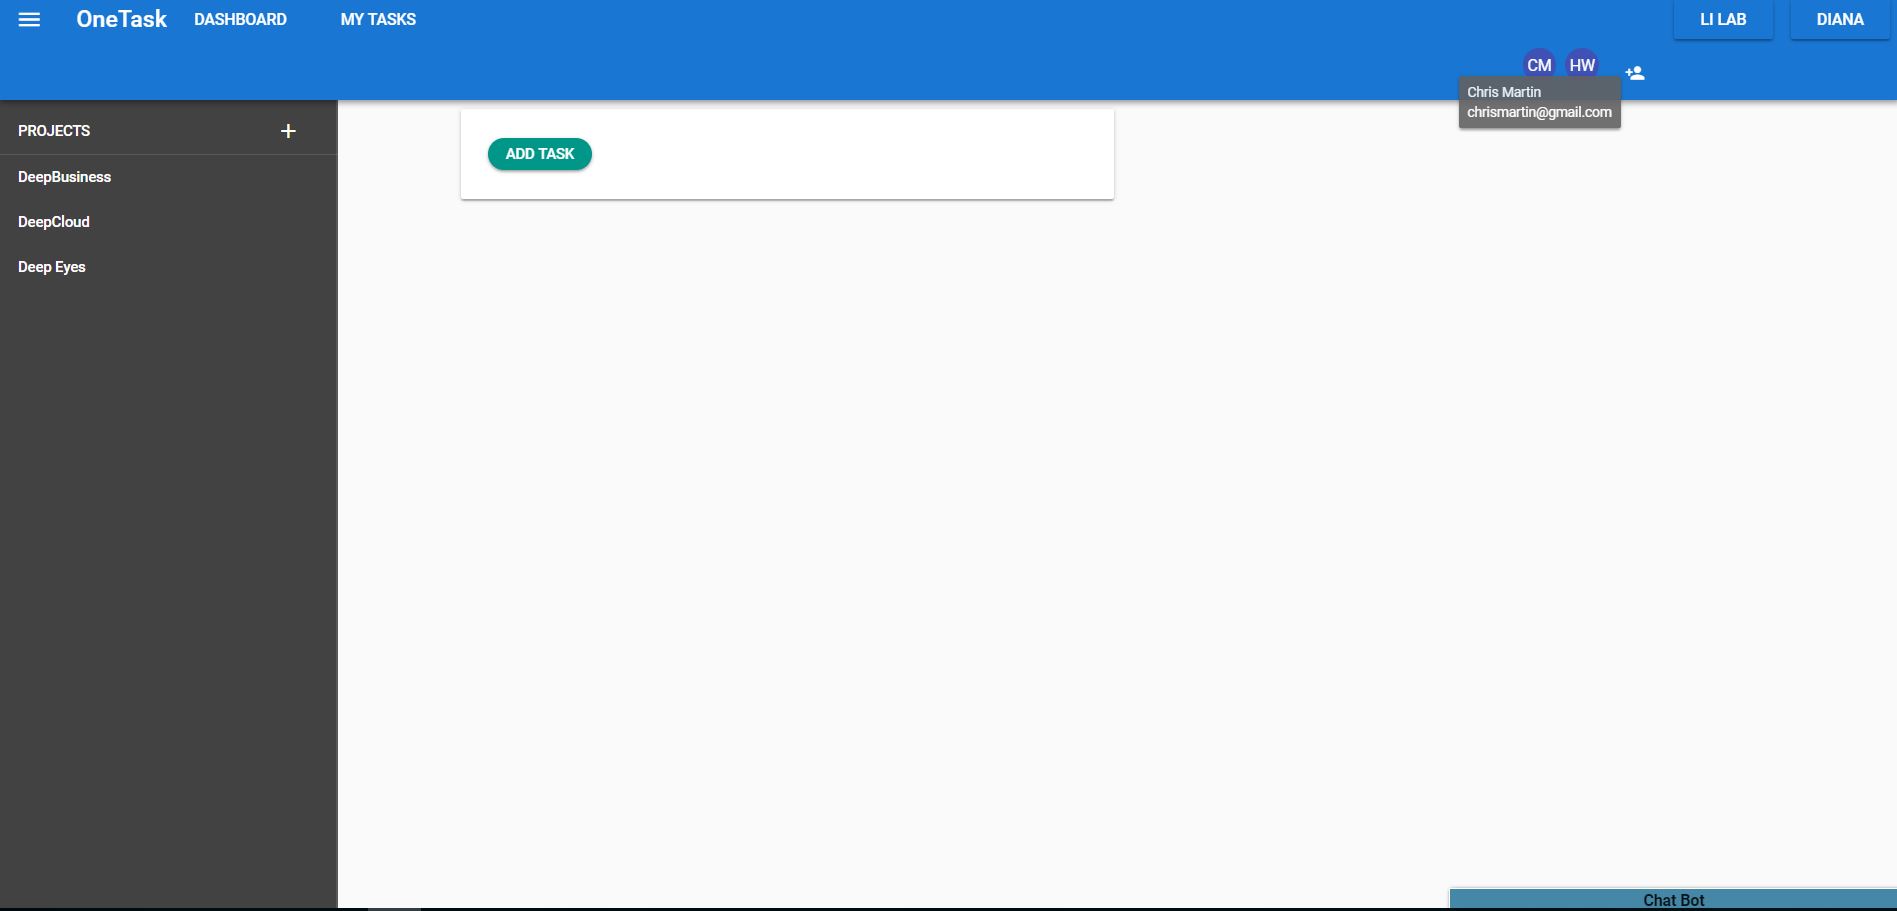 OneTask DASHBOARD MY TASKS LI LAB DIANA
CM HW
Chris Martin
chrismartin@gmail.com
PROJECTS +
ADD TASK
DeepBusiness
DeepCloud
Deep Eyes
Chat Bot